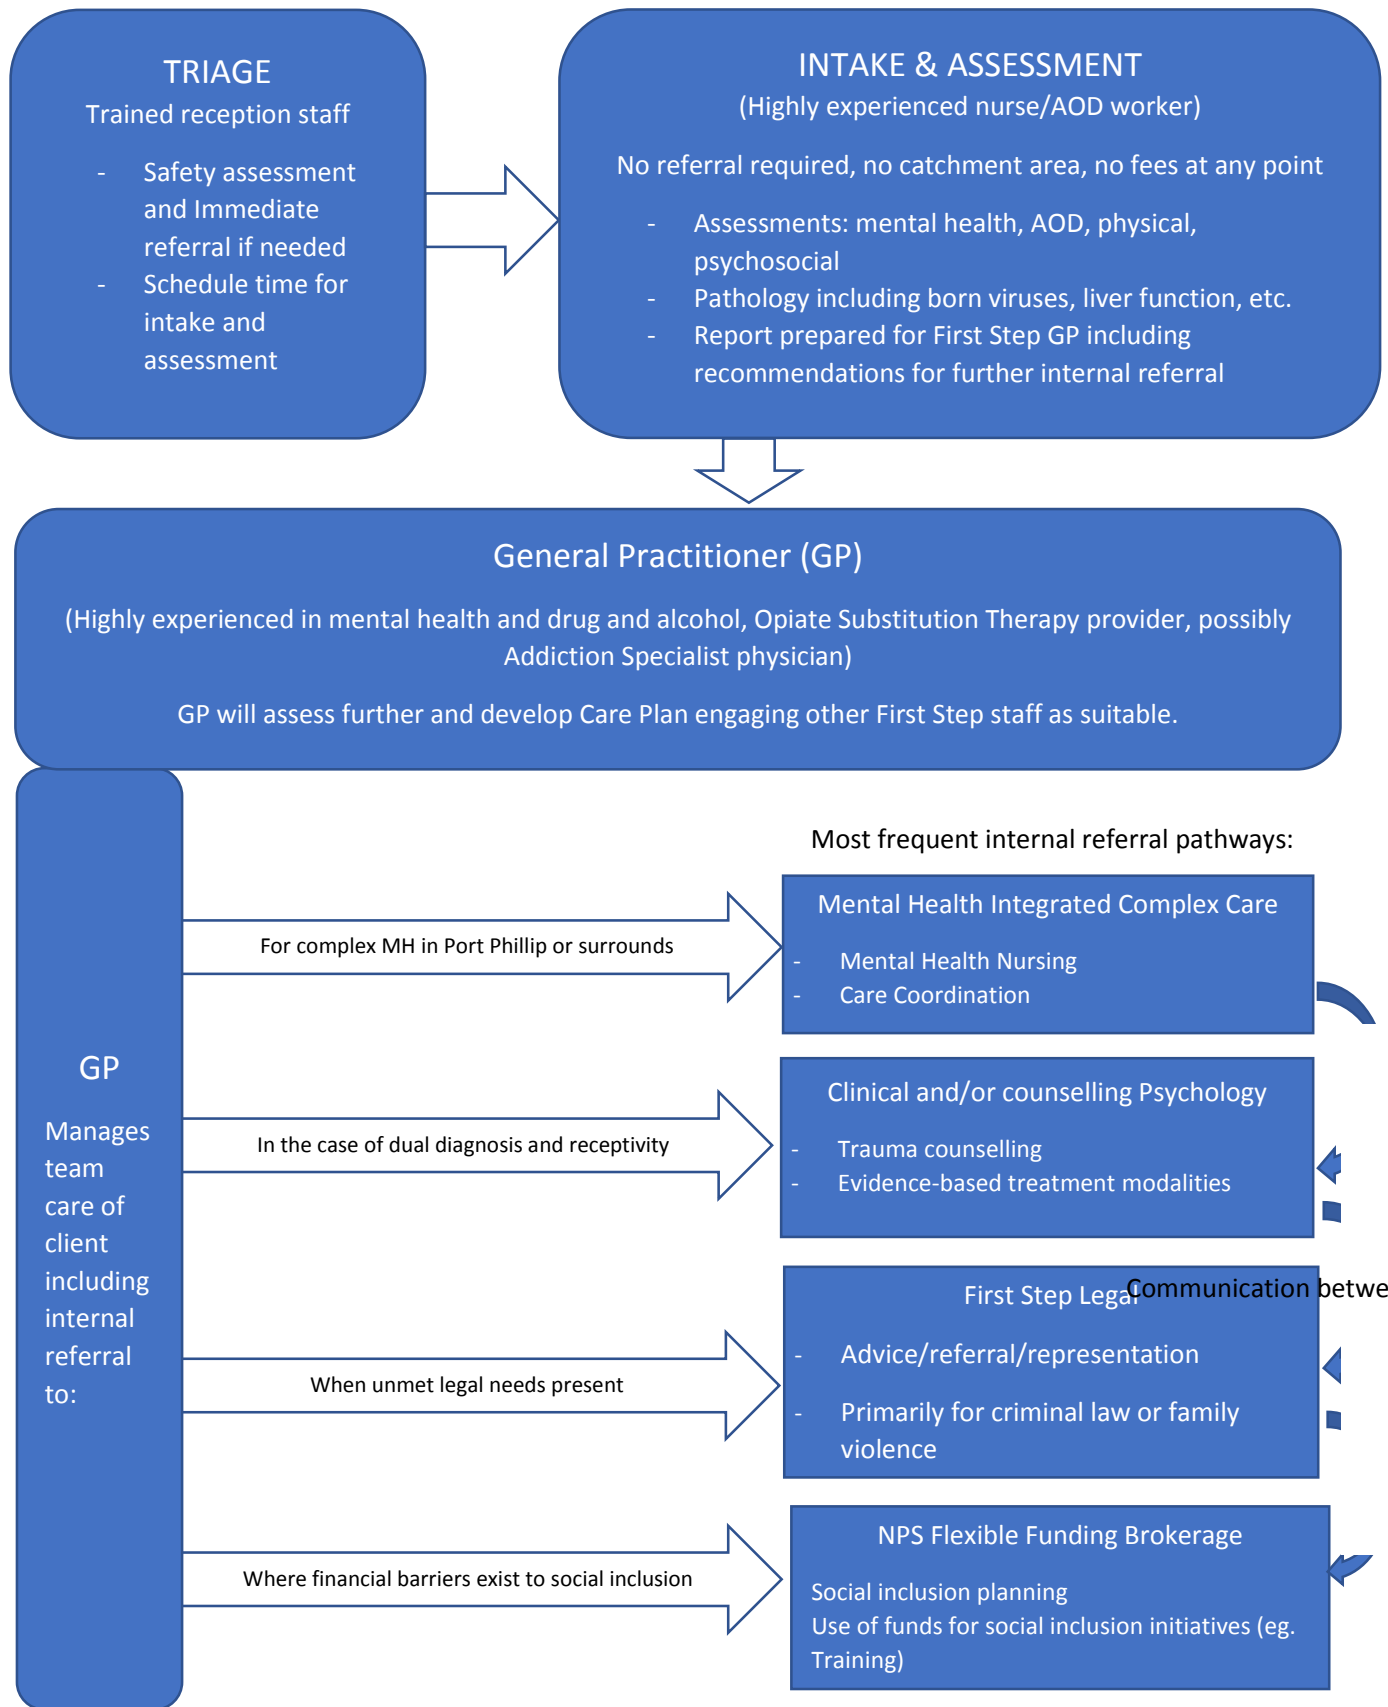 TRIAGE
Trained reception staff
- Safety assessment
and Immediate
referral if needed
- Schedule time for
intake and
assessment
INTAKE & ASSESSMENT
(Highly experienced nurse/AOD worker)
No referral required, no catchment area, no fees at any point
- Assessments: mental health, AOD, physical,
psychosocial
- Pathology including born viruses, liver function, etc.
- Report prepared for First Step GP including
recommendations for further internal referral
General Practitioner (GP)
(Highly experienced in mental health and drug and alcohol, Opiate Substitution Therapy provider, possibly
Addiction Specialist physician)
GP will assess further and develop Care Plan engaging other First Step staff as suitable.
GP
Manages
team
care of
client
including
internal
referral
to:
Most frequent internal referral pathways:
For complex MH in Port Phillip or surrounds
Mental Health Integrated Complex Care
- Mental Health Nursing
- Care Coordination
In the case of dual diagnosis and receptivity
Clinical and/or counselling Psychology
- Trauma counselling
- Evidence-based treatment modalities
When unmet legal needs present
First Step Legal
Communication betwe
- Advice/referral/representation
- Primarily for criminal law or family
violence
Where financial barriers exist to social inclusion
NPS Flexible Funding Brokerage
Social inclusion planning
Use of funds for social inclusion initiatives (eg.
Training)